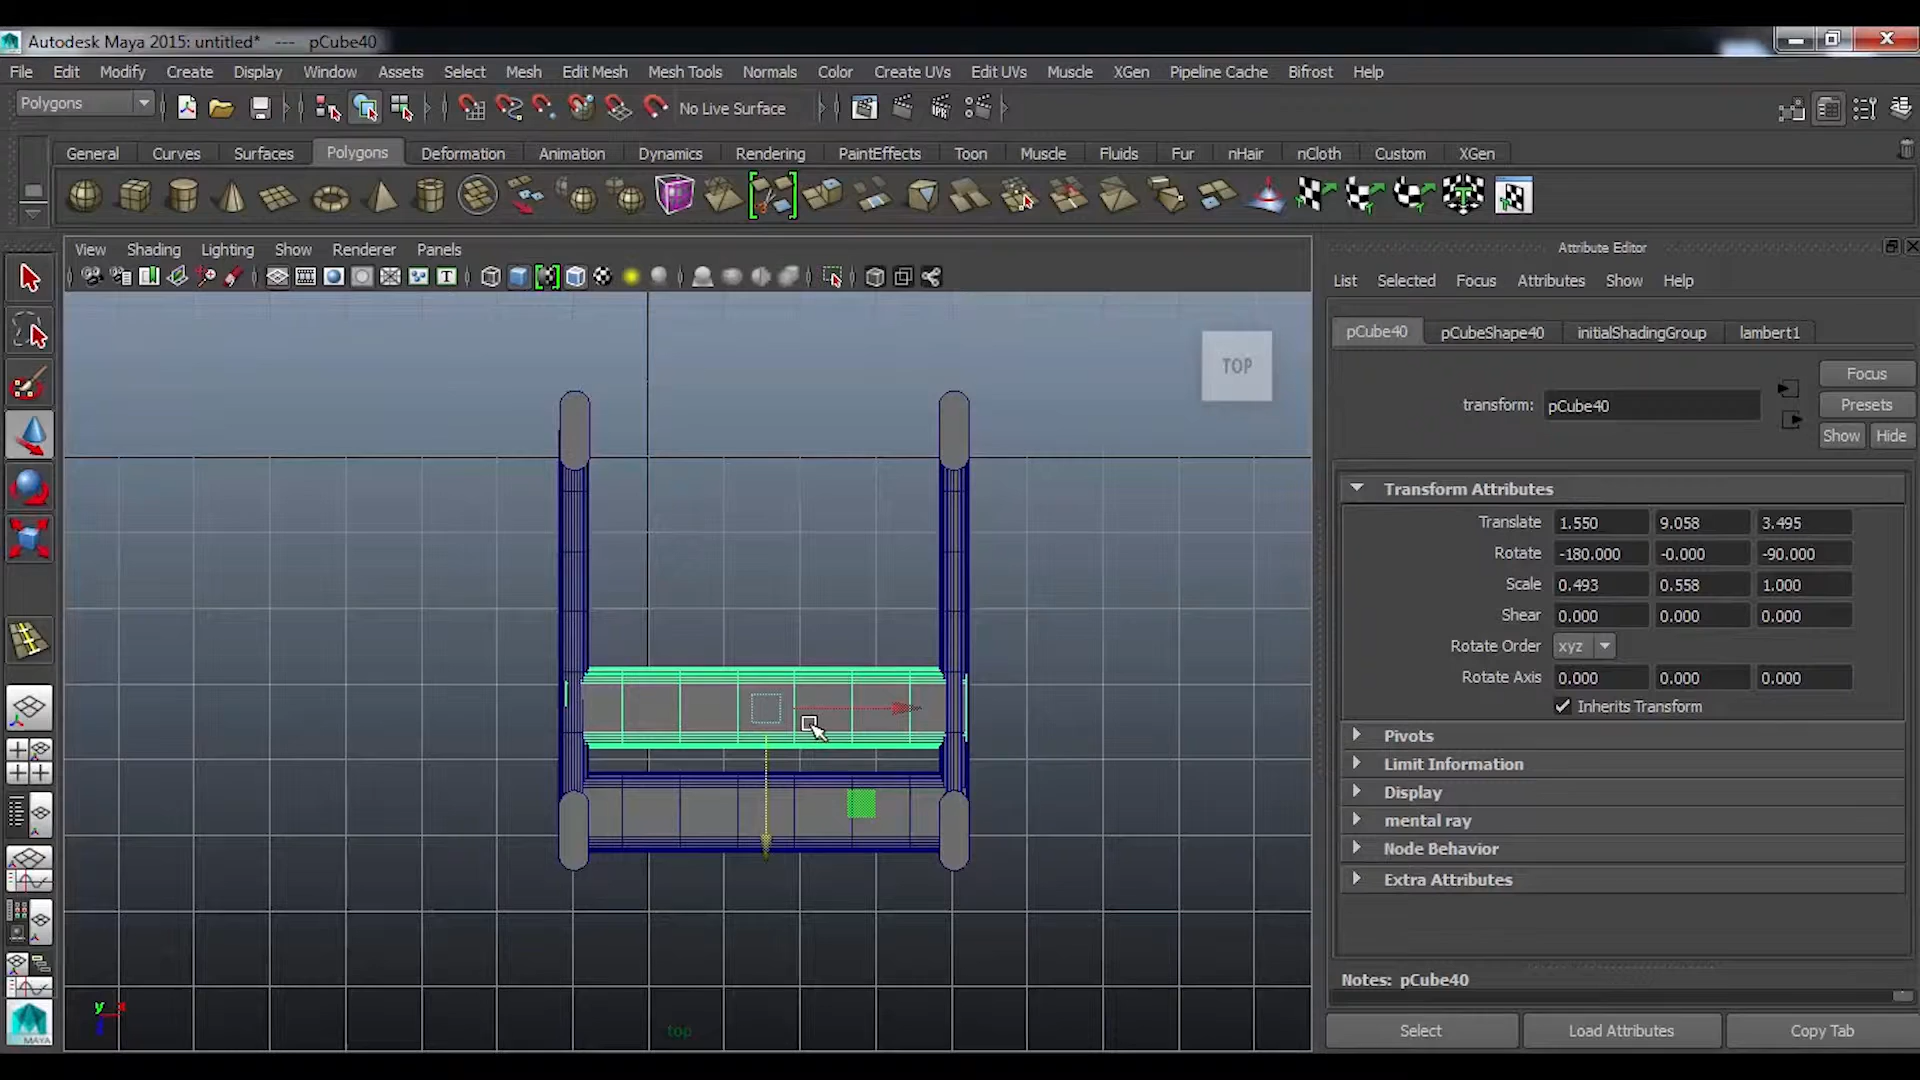 Autodesk Maya 2015: untitled* --- pCube40
File Edit Modify Create Display Window Assets Select Mesh Edit Mesh Mesh Tools Normals Color Create UVs Edit UVs Muscle XGen Pipeline Cache Bifrost Help
Polygons
No Live Surface
General Curves Surfaces Polygons Deformation Animation Dynamics Rendering PaintEffects Toon Muscle Fluids Fur nHair nCloth Custom XGen
View Shading Lighting Show Renderer Panels
TOP
top
y
MAYA
Attribute Editor
List Selected Focus Attributes Show Help
pCube40 pCubeShape40 initialShadingGroup lambert1
Focus
transform: pCube40
Presets
Show Hide
Transform Attributes
Translate 1.550 9.058 3.495
Rotate -180.000 -0.000 -90.000
Scale 0.493 0.558 1.000
Shear 0.000 0.000 0.000
Rotate Order xyz
Rotate Axis 0.000 0.000 0.000
Inherits Transform
Pivots
Limit Information
Display
mental ray
Node Behavior
Extra Attributes
Notes: pCube40
Select Load Attributes Copy Tab